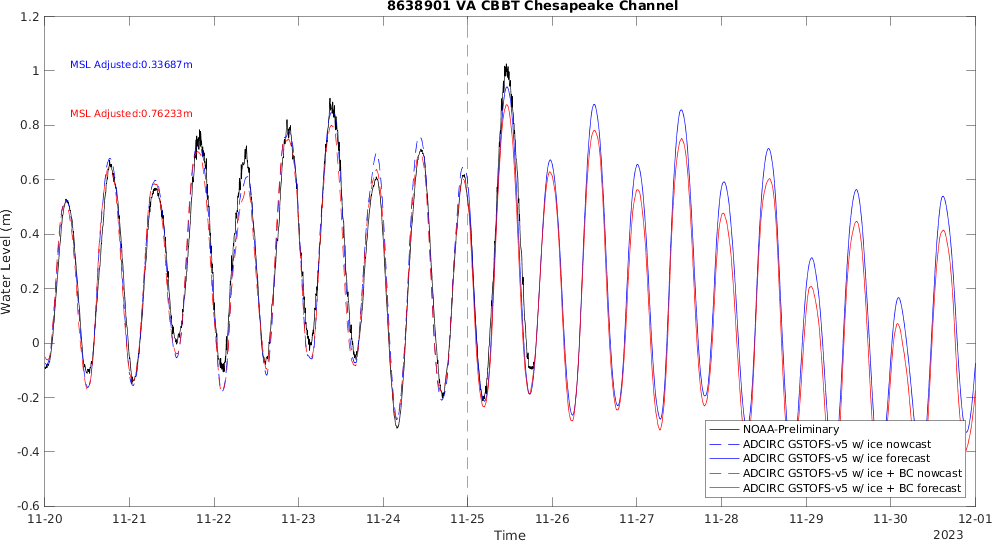 8638901 VA CBBT Chesapeake Channel
1.2
1
0.8
0.6
0.4
0.2
0
-0.2
-0.4
-0.6
Water Level (m)
MSL Adjusted:0.33687m
MSL Adjusted:0.76233m
NOAA-Preliminary
ADCIRC GSTOFS-v5 w/ ice nowcast
ADCIRC GSTOFS-v5 w/ ice forecast
ADCIRC GSTOFS-v5 w/ ice + BC nowcast
ADCIRC GSTOFS-v5 w/ ice + BC forecast
11-20 11-21 11-22 11-23 11-24 11-25 11-26 11-27 11-28 11-29 11-30 12-01
Time
2023